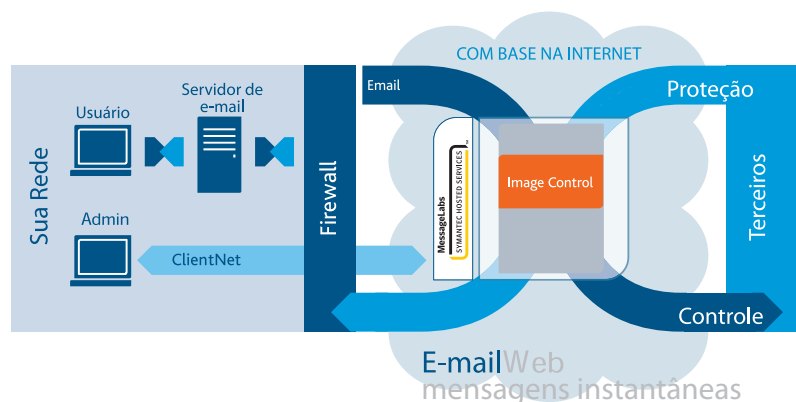 COM BASE NA INTERNET
Sua Rede
Usuário
Servidor de
e-mail
Admin
ClientNet
Firewall
Email
MessageLabs
SYMANTEC HOSTED SERVICES™
Image Control
Proteção
Terceiros
Controle
E-mailWeb
mensagens instantâneas